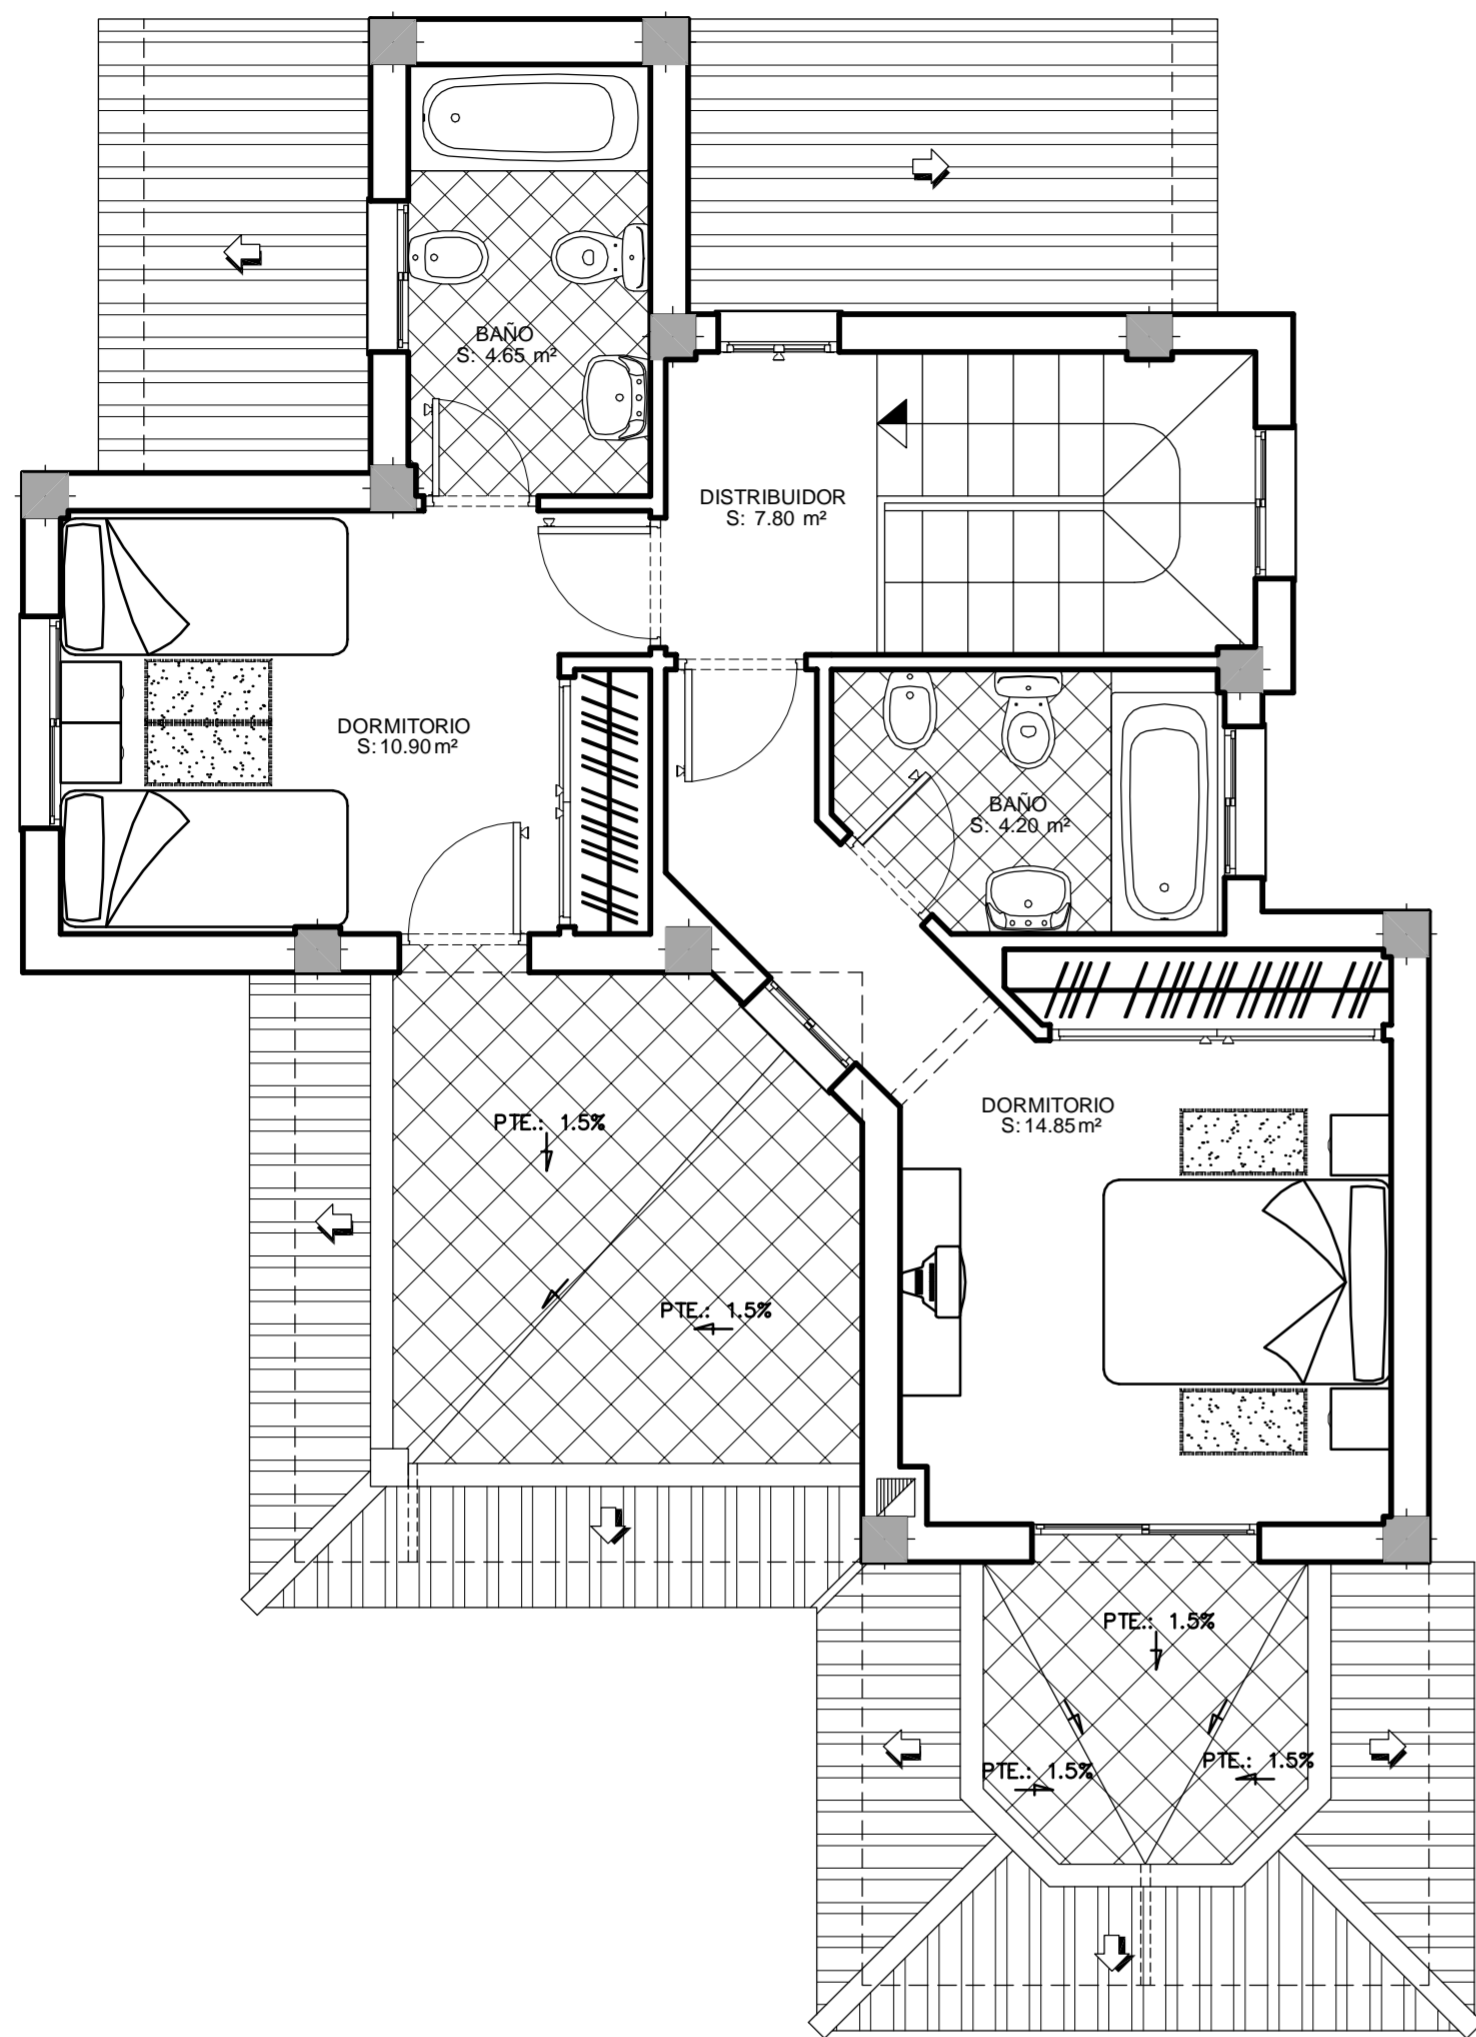 BAÑO
S: 4.65 m²
DISTRIBUIDOR
S: 7.80 m²
DORMITORIO
S: 10.90 m²
BAÑO
S: 4.20 m²
DORMITORIO
S: 14.85 m²
PTE.: 1.5%
PTE.: 1.5%
PTE.: 1.5%
PTE.: 1.5%
PTE.: 1.5%